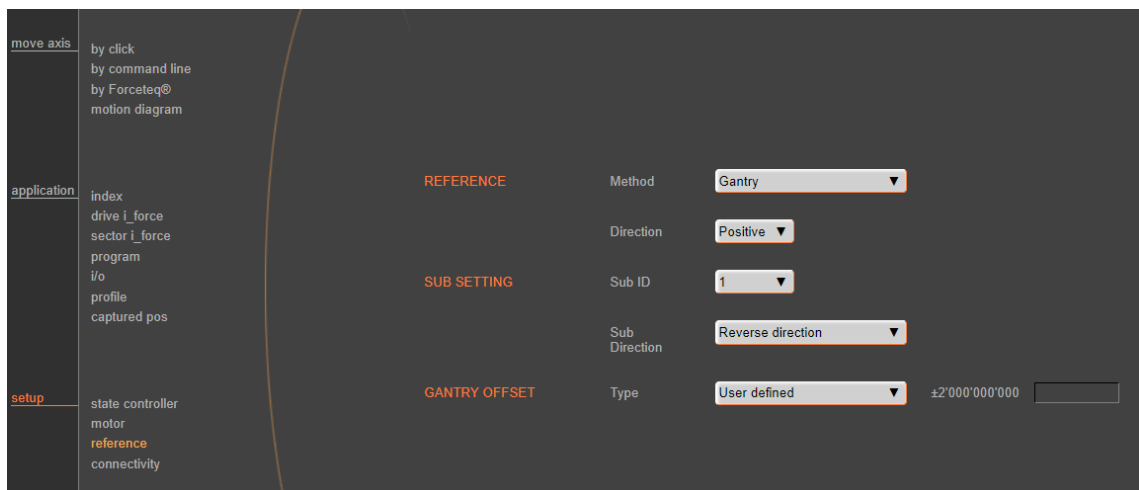 move axis
by click
by command line
by Forceteq®
motion diagram
application
index
drive i_force
sector i_force
program
i/o
profile
captured pos
setup
state controller
motor
reference
connectivity
REFERENCE Method Gantry ▼
Direction Positive ▼
SUB SETTING Sub ID 1 ▼
Sub
Direction Reverse direction ▼
GANTRY OFFSET Type User defined ▼ ±2'000'000'000